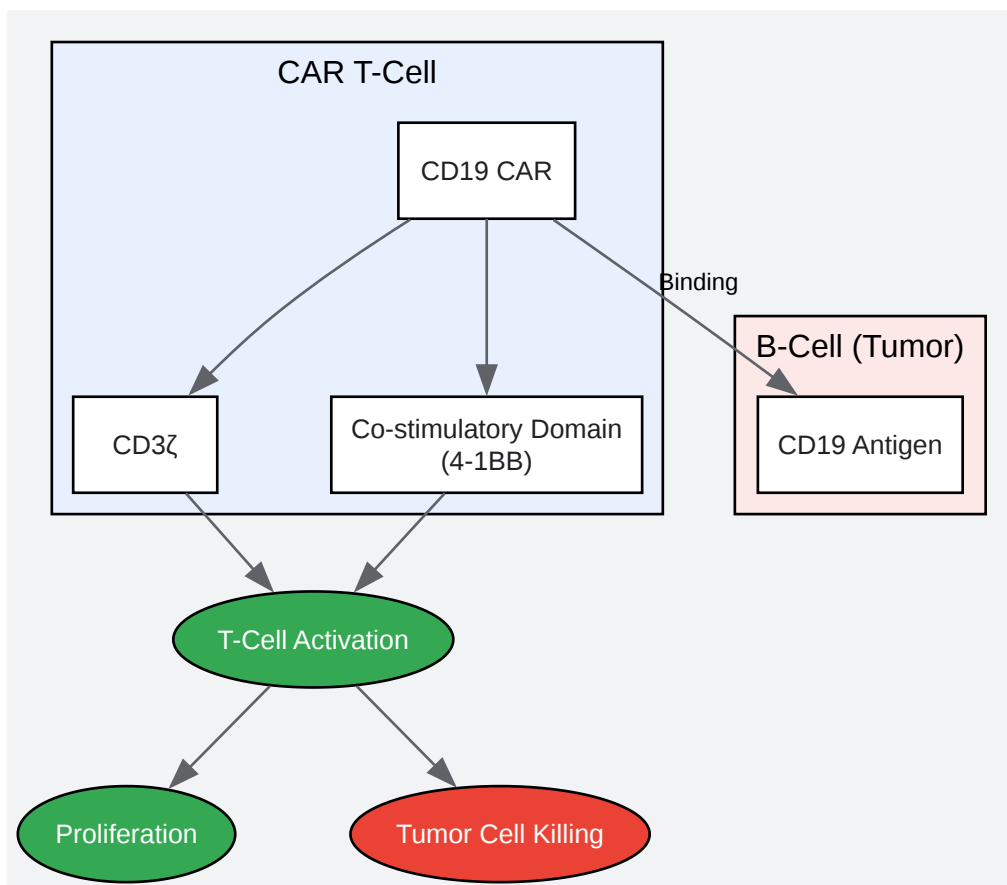 CAR T-Cell
CD19 CAR
Binding
B-Cell (Tumor)
CD3ζ
Co-stimulatory Domain
(4-1BB)
CD19 Antigen
T-Cell Activation
Proliferation
Tumor Cell Killing